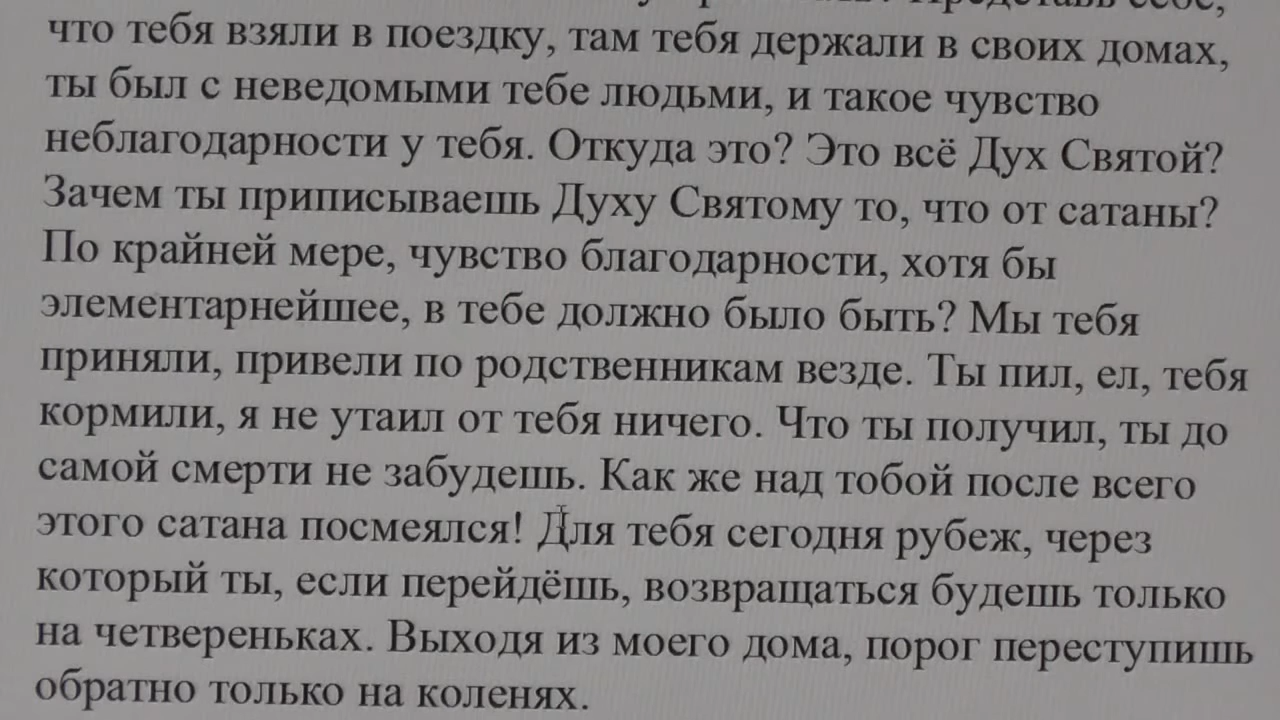 что тебя взяли в поездку, там тебя держали в своих домах,
ты был с неведомыми тебе людьми, и такое чувство
неблагодарности у тебя. Откуда это? Это всё Дух Святой?
Зачем ты приписываешь Духу Святому то, что от сатаны?
По крайней мере, чувство благодарности, хотя бы
элементарнейшее, в тебе должно было быть? Мы тебя
приняли, привели по родственникам везде. Ты пил, ел, тебя
кормили, я не утаил от тебя ничего. Что ты получил, ты до
самой смерти не забудешь. Как же над тобой после всего
этого сатана посмеялся! Для тебя сегодня рубеж, через
который ты, если перейдёшь, возвращаться будешь только
на четвереньках. Выходя из моего дома, порог переступишь
обратно только на коленях.